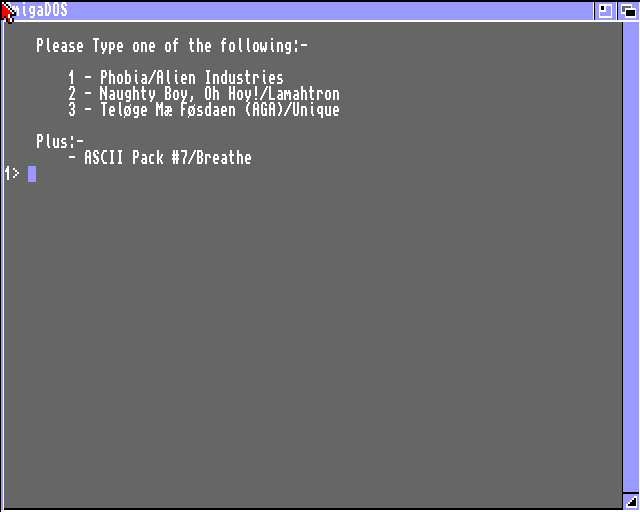 AmigaDOS
Please Type one of the following:-
1 - Phobia/Alien Industries
2 - Naughty Boy, Oh Hoy!/Lamahtron
3 - Teløge Mæ Føsdaen (AGA)/Unique
Plus:-
- ASCII Pack #7/Breathe
1>